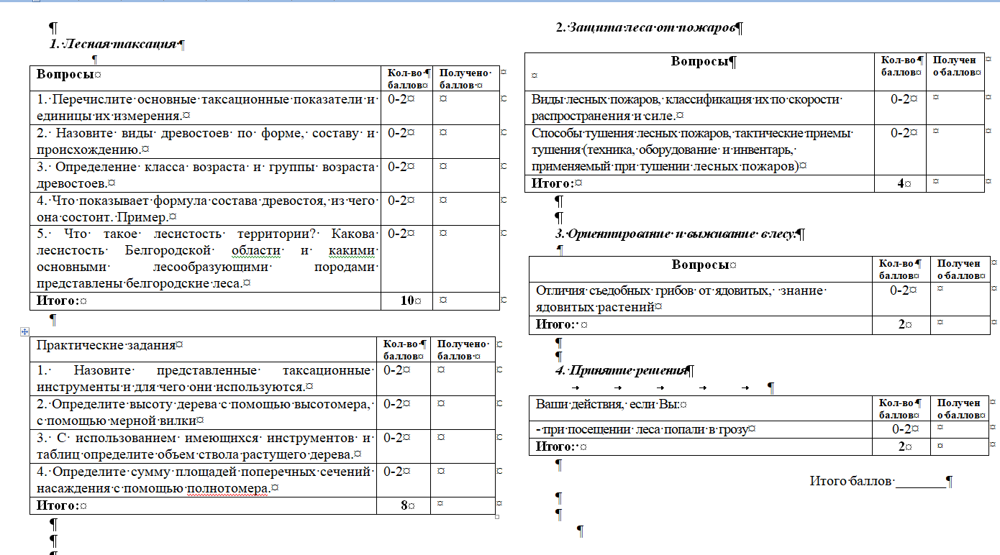 1. Лесная таксация
Вопросы
Кол-во
баллов
Получено
баллов
1. Перечислите основные таксационные показатели и
единицы их измерения.
0-2
2. Назовите виды древостоев по форме, составу и
происхождению.
0-2
3. Определение класса возраста и группы возраста
древостоев.
0-2
4. Что показывает формула состава древостоя, из чего
она состоит. Пример.
0-2
5. Что такое лесистость территории? Какова
лесистость Белгородской области и какими
основными лесообразующими породами
представлены белгородские леса.
0-2
Итого:
10
Практические задания
Кол-во
баллов
Получено
баллов
1. Назовите представленные таксационные
инструменты и для чего они используются.
0-2
2. Определите высоту дерева с помощью высотомера,
с помощью мерной вилки
0-2
3. С использованием имеющихся инструментов и
таблиц определите объем ствола растущего дерева.
0-2
4. Определите сумму площадей поперечных сечений
насаждения с помощью полнотомера.
0-2
Итого:
8
2. Защита леса от пожаров
Вопросы
Кол-во
баллов
Получен
о баллов
Виды лесных пожаров, классификация их по скорости
распространения и силе.
0-2
Способы тушения лесных пожаров, тактические приемы
тушения (техника, оборудование и инвентарь,
применяемый при тушении лесных пожаров)
0-2
Итого:
4
3. Ориентирование и выживание в лесу.
Вопросы
Кол-во
баллов
Получен
о баллов
Отличия съедобных грибов от ядовитых, знание
ядовитых растений
0-2
Итого:
2
4. Принятие решения
Ваши действия, если Вы:
Кол-во
баллов
Получен
о баллов
- при посещении леса попали в грозу
0-2
Итого:
2
Итого баллов _______